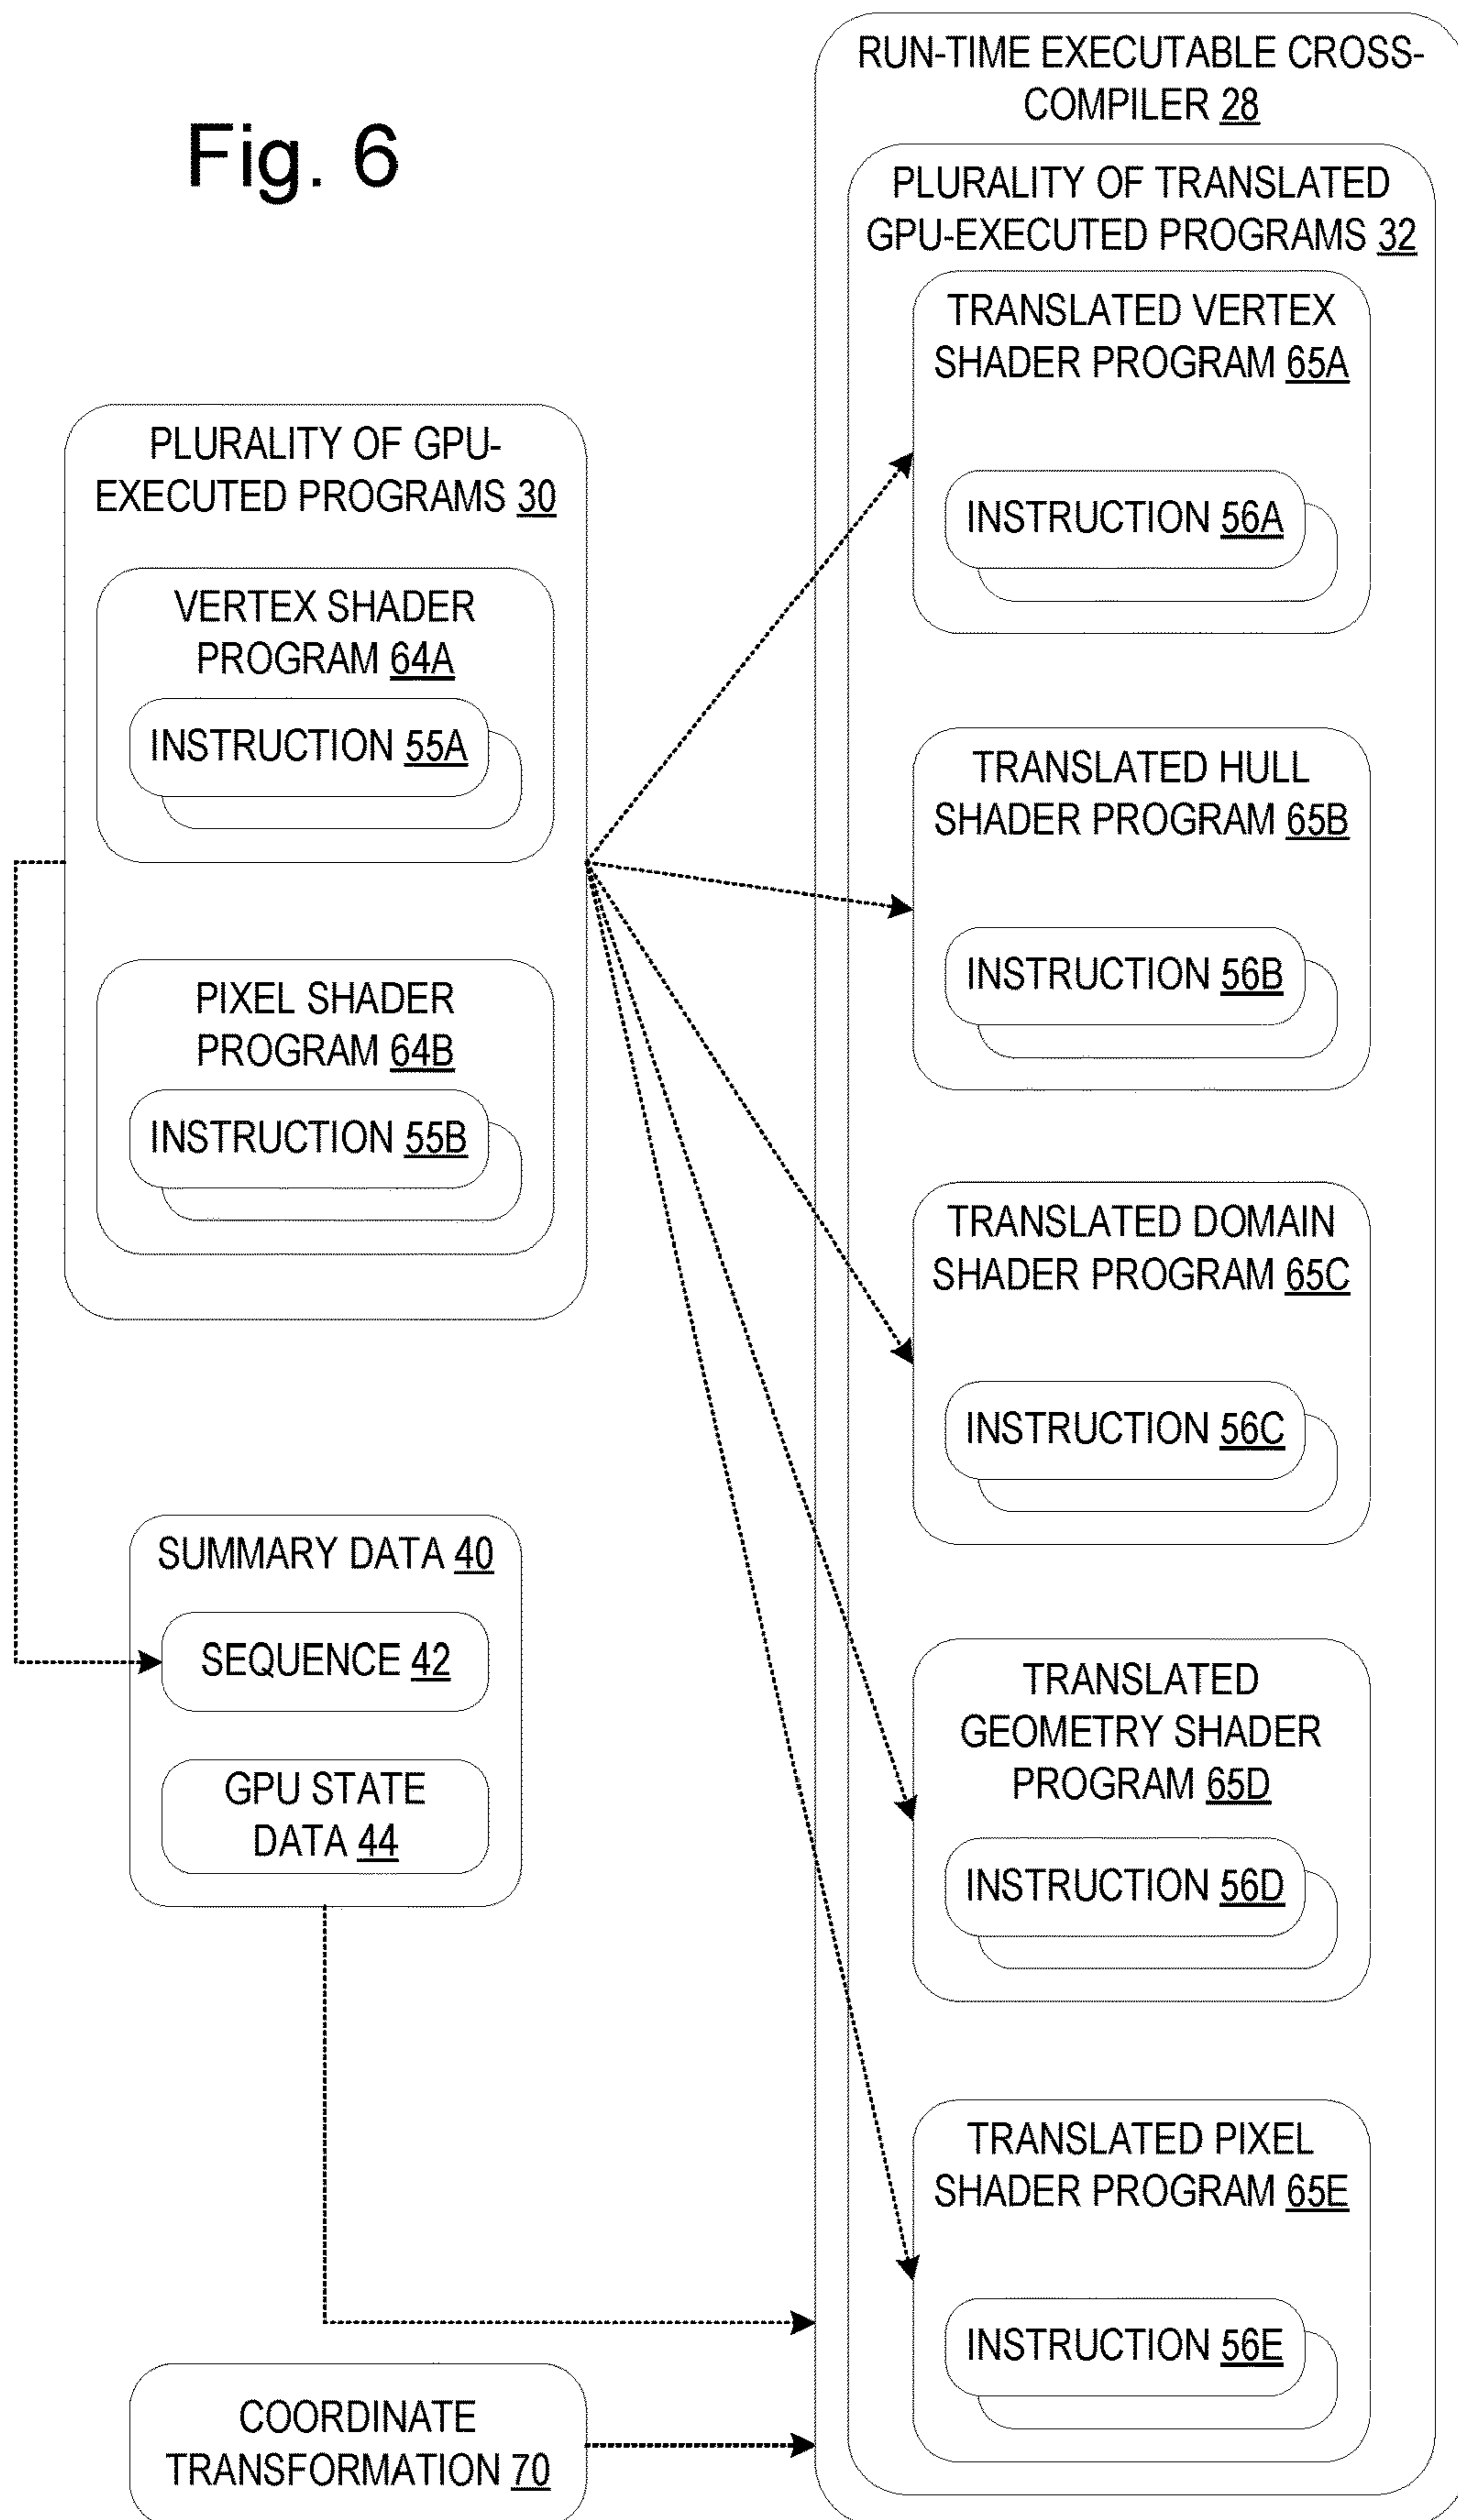 Fig. 6
PLURALITY OF GPU-
EXECUTED PROGRAMS 30
VERTEX SHADER
PROGRAM 64A
INSTRUCTION 55A
PIXEL SHADER
PROGRAM 64B
INSTRUCTION 55B
SUMMARY DATA 40
SEQUENCE 42
GPU STATE
DATA 44
COORDINATE
TRANSFORMATION 70
RUN-TIME EXECUTABLE CROSS-
COMPILER 28
PLURALITY OF TRANSLATED
GPU-EXECUTED PROGRAMS 32
TRANSLATED VERTEX
SHADER PROGRAM 65A
INSTRUCTION 56A
TRANSLATED HULL
SHADER PROGRAM 65B
INSTRUCTION 56B
TRANSLATED DOMAIN
SHADER PROGRAM 65C
INSTRUCTION 56C
TRANSLATED
GEOMETRY SHADER
PROGRAM 65D
INSTRUCTION 56D
TRANSLATED PIXEL
SHADER PROGRAM 65E
INSTRUCTION 56E